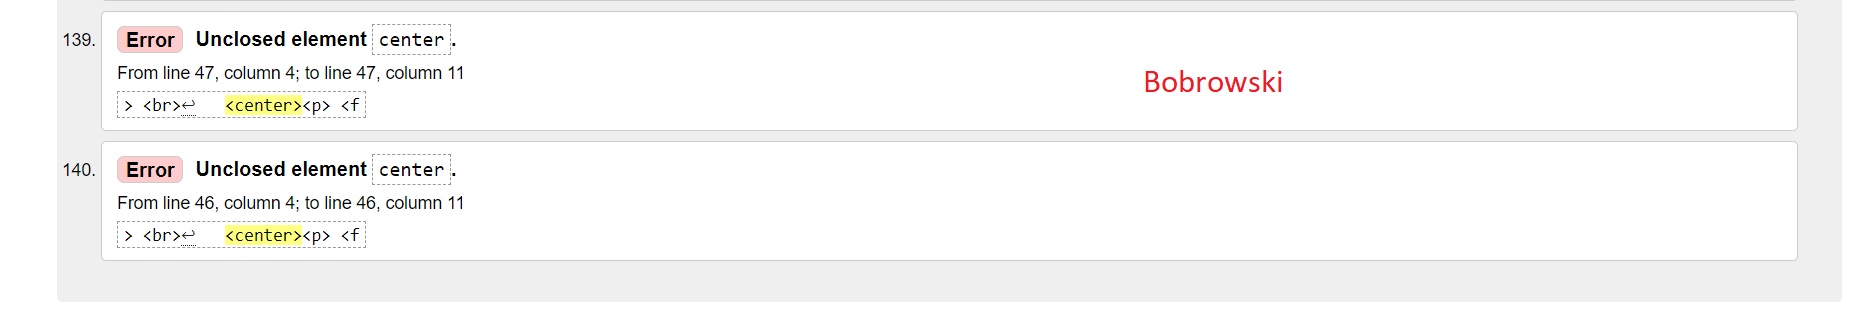 139. Error Unclosed element center.
From line 47, column 4; to line 47, column 11
> <br>↩ <center><p> <f
Bobrowski
140. Error Unclosed element center.
From line 46, column 4; to line 46, column 11
> <br>↩ <center><p> <f